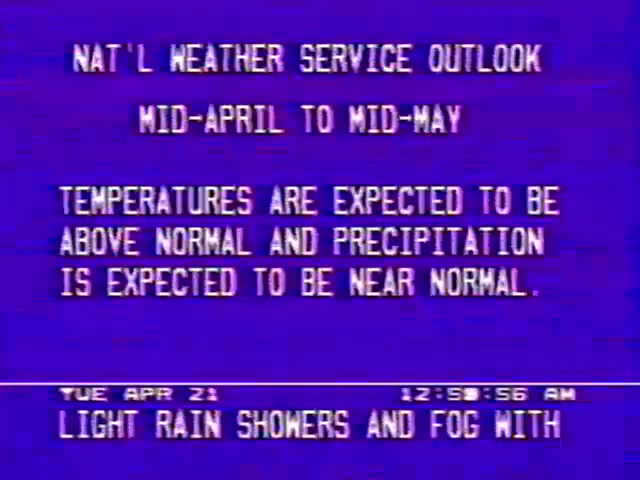 NAT'L WEATHER SERVICE OUTLOOK
MID-APRIL TO MID-MAY
TEMPERATURES ARE EXPECTED TO BE
ABOVE NORMAL AND PRECIPITATION
IS EXPECTED TO BE NEAR NORMAL.
TUE APR 21 AM
LIGHT RAIN SHOWERS AND FOG WITH